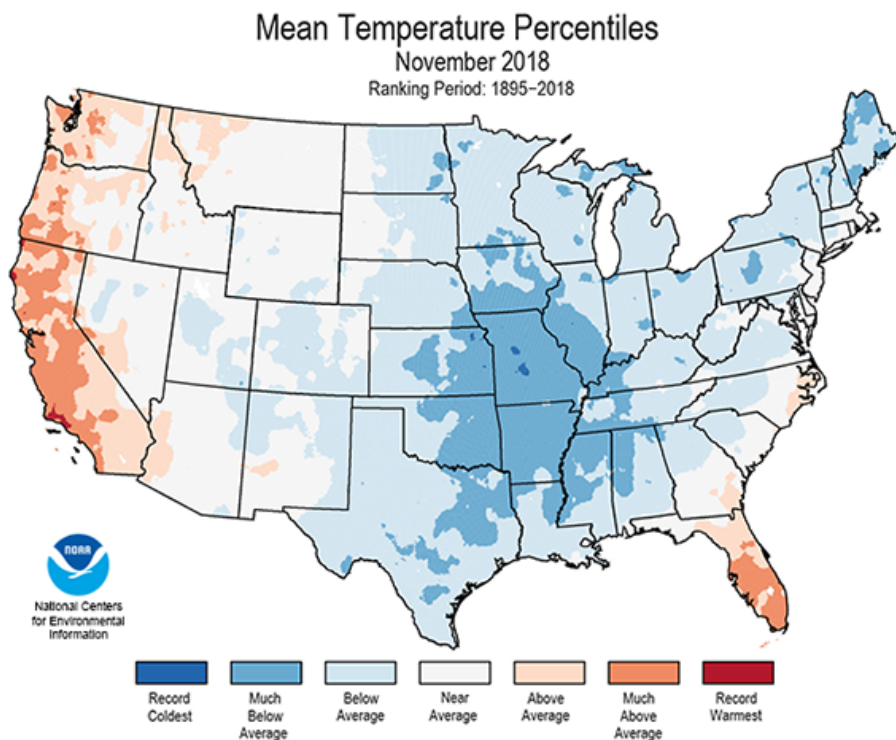 Mean Temperature Percentiles
November 2018
Ranking Period: 1895–2018
NOAA
National Centers
for Environmental
Information
Record
Coldest
Much
Below
Average
Below
Average
Near
Average
Above
Average
Much
Above
Average
Record
Warmest